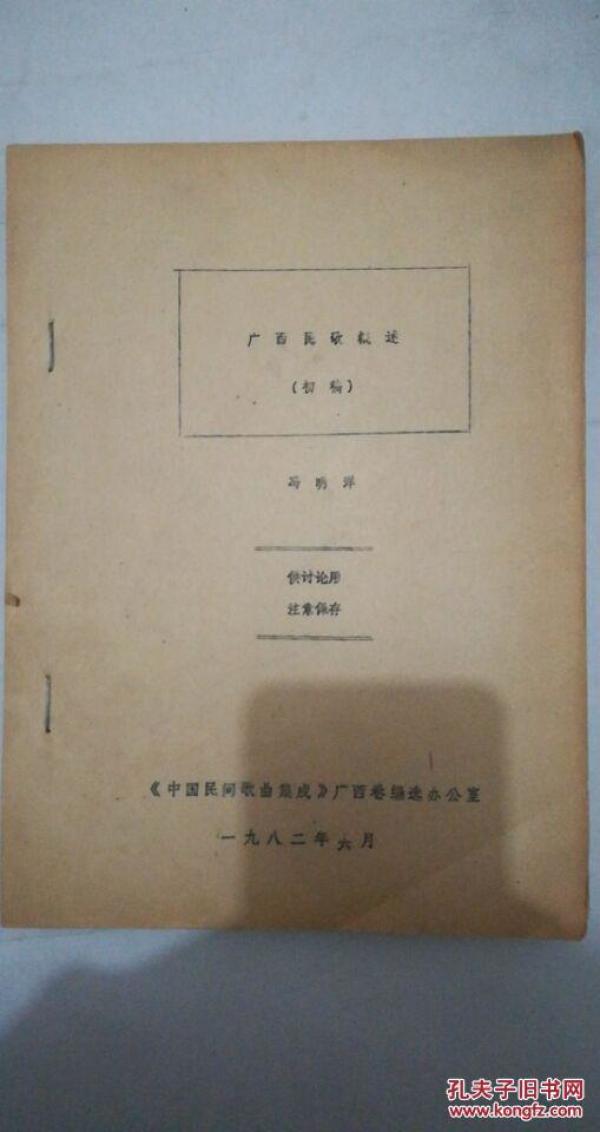 广西民歌概述
（初稿）
冯明洋
供讨论用
注意保存
《中国民间歌曲集成》广西卷编选办公室
一九八二年六月
孔夫子旧书网
www.kongfz.com